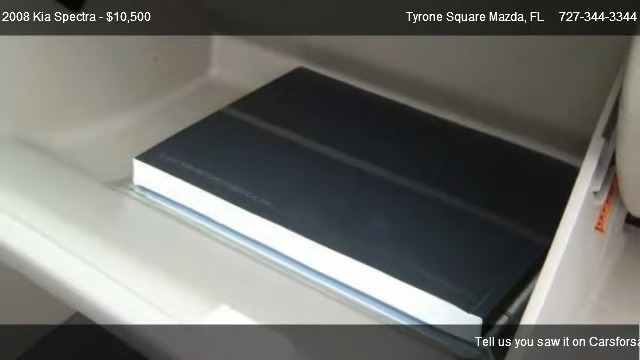 2008 Kia Spectra - $10,500 Tyrone Square Mazda, FL 727-344-3344
Tell us you saw it on Carsforsa